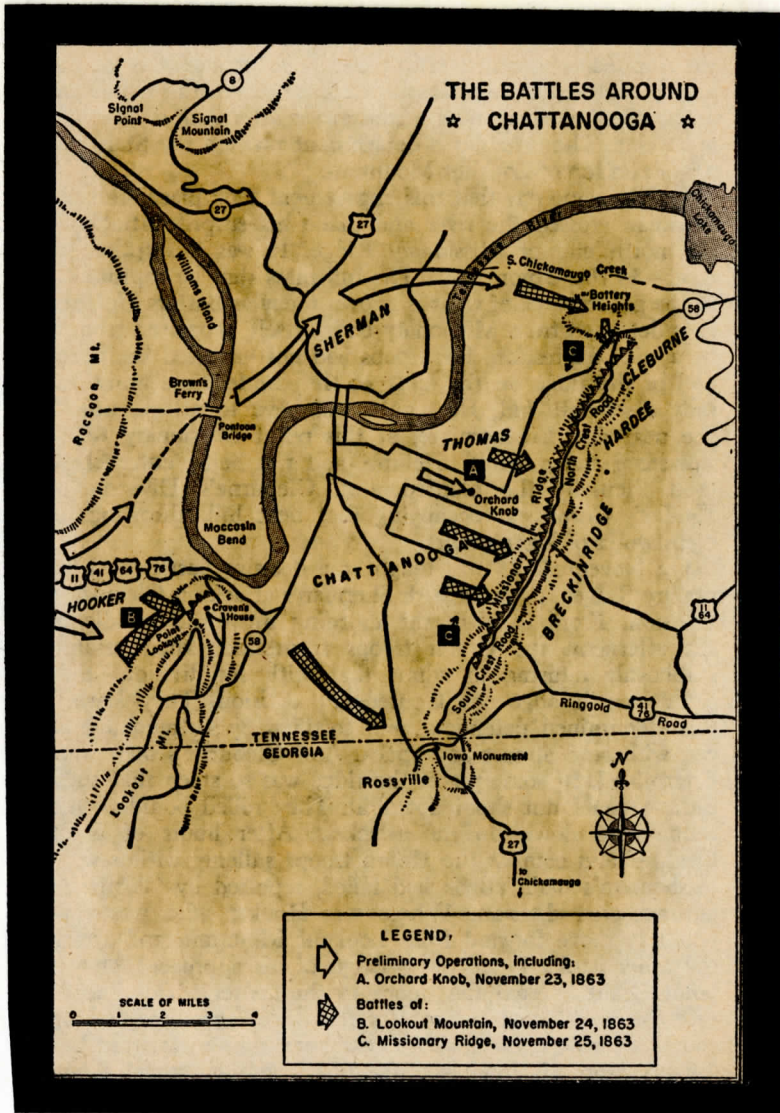 THE BATTLES AROUND
☆ CHATTANOOGA ☆
Signal
Point
Signal
Mountain
8
27
27
Williams Island
Tennessee River
Chickamauga
Lake
S. Chickamauga Creek
Battery
Heights
58
SHERMAN
C
CLEBURNE
Raccoon Mt.
Brown's
Ferry
Pontoon
Bridge
THOMAS
A
Orchard
Knob
North Crest Road
HARDEE
Missionary Ridge
Moccasin
Bend
CHATTANOOGA
BRECKINRIDGE
11 41 64 76
HOOKER
B
Craven's
House
Point
Lookout
58
C
11
64
South Crest Road
Ringgold Road
41
76
TENNESSEE
GEORGIA
Iowa Monument
Rossville
Lookout Mt.
N
27
to
Chickamauga
LEGEND:
Preliminary Operations, including:
A. Orchard Knob, November 23, 1863
Battles of:
B. Lookout Mountain, November 24, 1863
C. Missionary Ridge, November 25, 1863
SCALE OF MILES
0 1 2 3 4